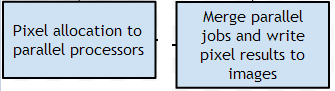 Pixel allocation to
parallel processors
Merge parallel
jobs and write
pixel results to
images